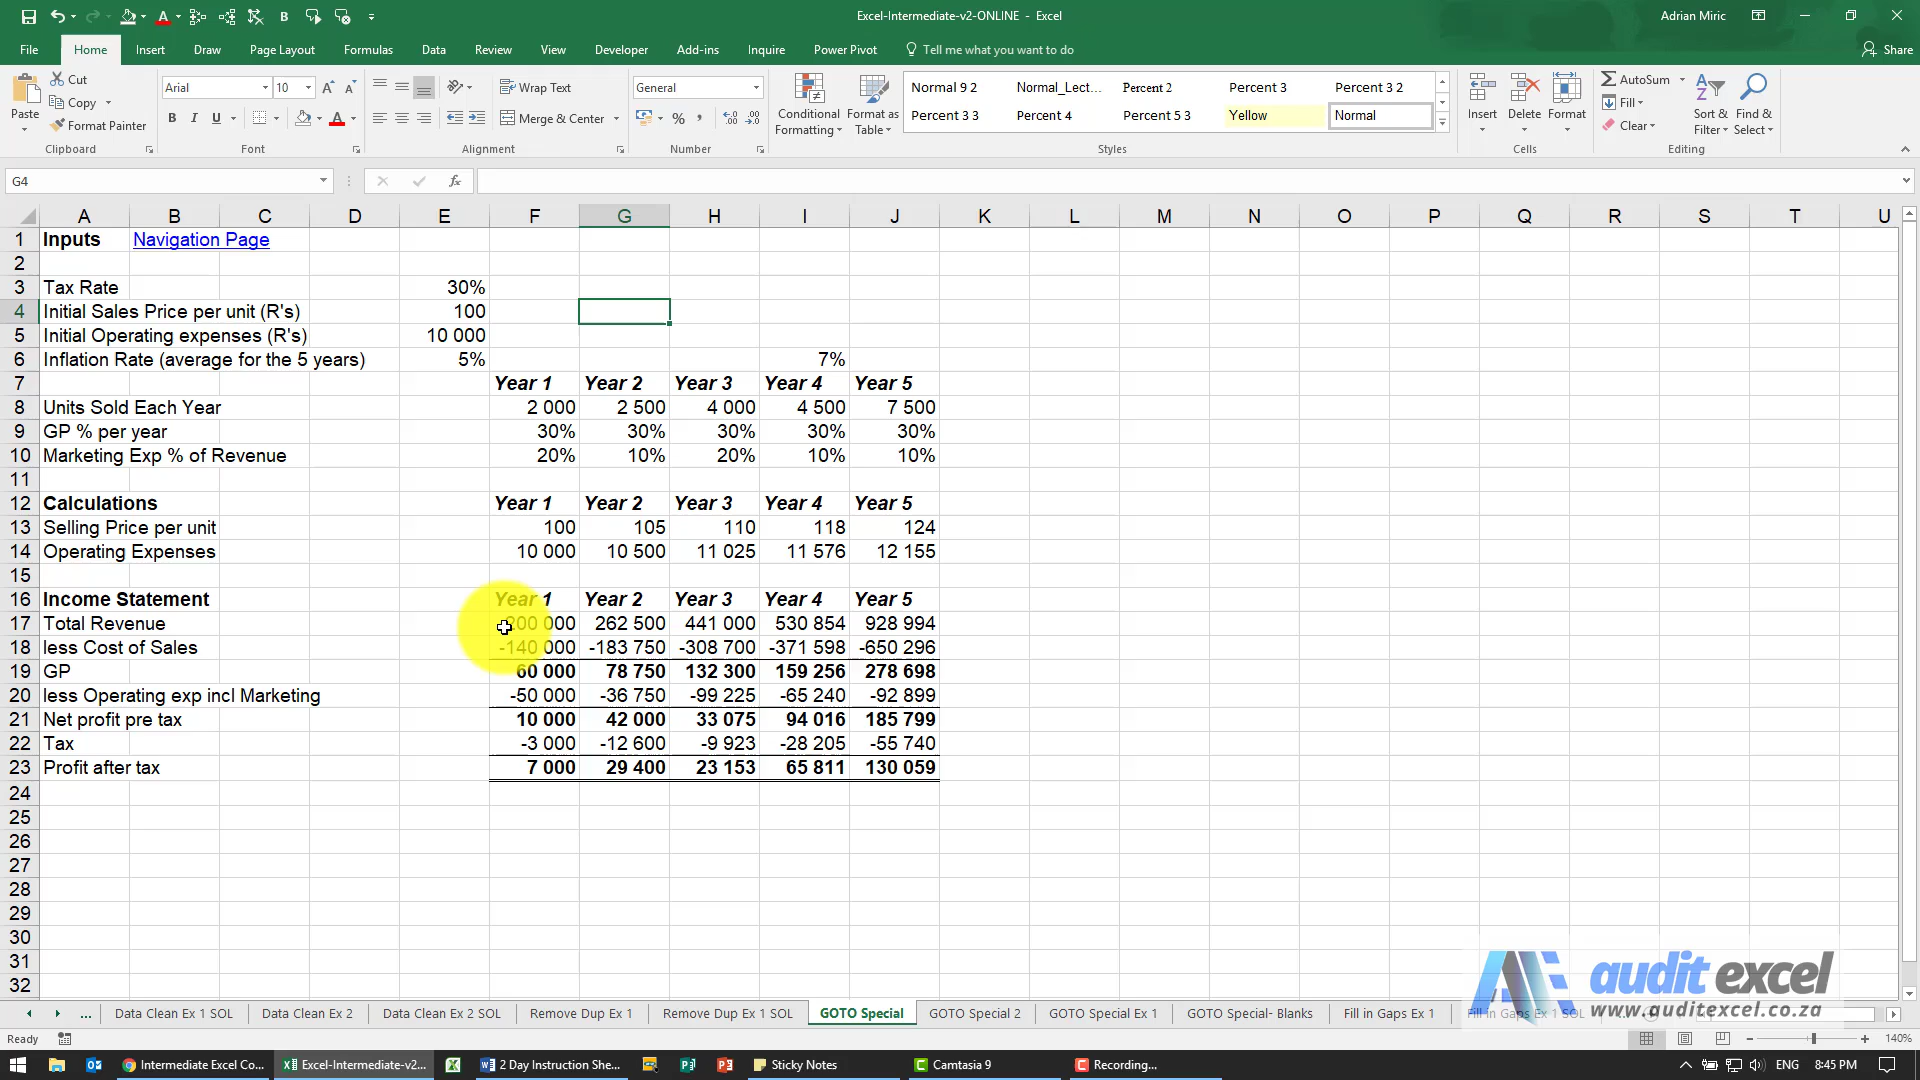 Excel-Intermediate-v2-ONLINE - Excel
Adrian Miric
File Home Insert Draw Page Layout Formulas Data Review View Developer Add-ins Inquire Power Pivot Tell me what you want to do Share
Paste Cut Copy Format Painter Clipboard
Arial 10 B I U Font
Wrap Text Merge & Center Alignment
General % Number
Conditional Formatting Format as Table
Normal 9 2 Normal_Lect... Percent 2 Percent 3 Percent 3 2
Percent 3 3 Percent 4 Percent 5 3 Yellow Normal
Styles
Insert Delete Format Cells
AutoSum Fill Clear Sort & Filter Find & Select Editing
G4 fx
A B C D E F G H I J K L M N O P Q R S T U
1 Inputs Navigation Page
2
3 Tax Rate 30%
4 Initial Sales Price per unit (R's) 100
5 Initial Operating expenses (R's) 10 000
6 Inflation Rate (average for the 5 years) 5% 7%
7 Year 1 Year 2 Year 3 Year 4 Year 5
8 Units Sold Each Year 2 000 2 500 4 000 4 500 7 500
9 GP % per year 30% 30% 30% 30% 30%
10 Marketing Exp % of Revenue 20% 10% 20% 10% 10%
11
12 Calculations Year 1 Year 2 Year 3 Year 4 Year 5
13 Selling Price per unit 100 105 110 118 124
14 Operating Expenses 10 000 10 500 11 025 11 576 12 155
15
16 Income Statement Year 1 Year 2 Year 3 Year 4 Year 5
17 Total Revenue 200 000 262 500 441 000 530 854 928 994
18 less Cost of Sales -140 000 -183 750 -308 700 -371 598 -650 296
19 GP 60 000 78 750 132 300 159 256 278 698
20 less Operating exp incl Marketing -50 000 -36 750 -99 225 -65 240 -92 899
21 Net profit pre tax 10 000 42 000 33 075 94 016 185 799
22 Tax -3 000 -12 600 -9 923 -28 205 -55 740
23 Profit after tax 7 000 29 400 23 153 65 811 130 059
24
25
26
27
28
29
30
31
32
audit excel
www.auditexcel.co.za
... Data Clean Ex 1 SOL Data Clean Ex 2 Data Clean Ex 2 SOL Remove Dup Ex 1 Remove Dup Ex 1 SOL GOTO Special GOTO Special 2 GOTO Special Ex 1 GOTO Special- Blanks Fill in Gaps Ex 1 Fill in Gaps Ex 1 SOL
Ready 140%
Intermediate Excel Co... Excel-Intermediate-v2... 2 Day Instruction She... Sticky Notes Camtasia 9 Recording... ENG 8:45 PM